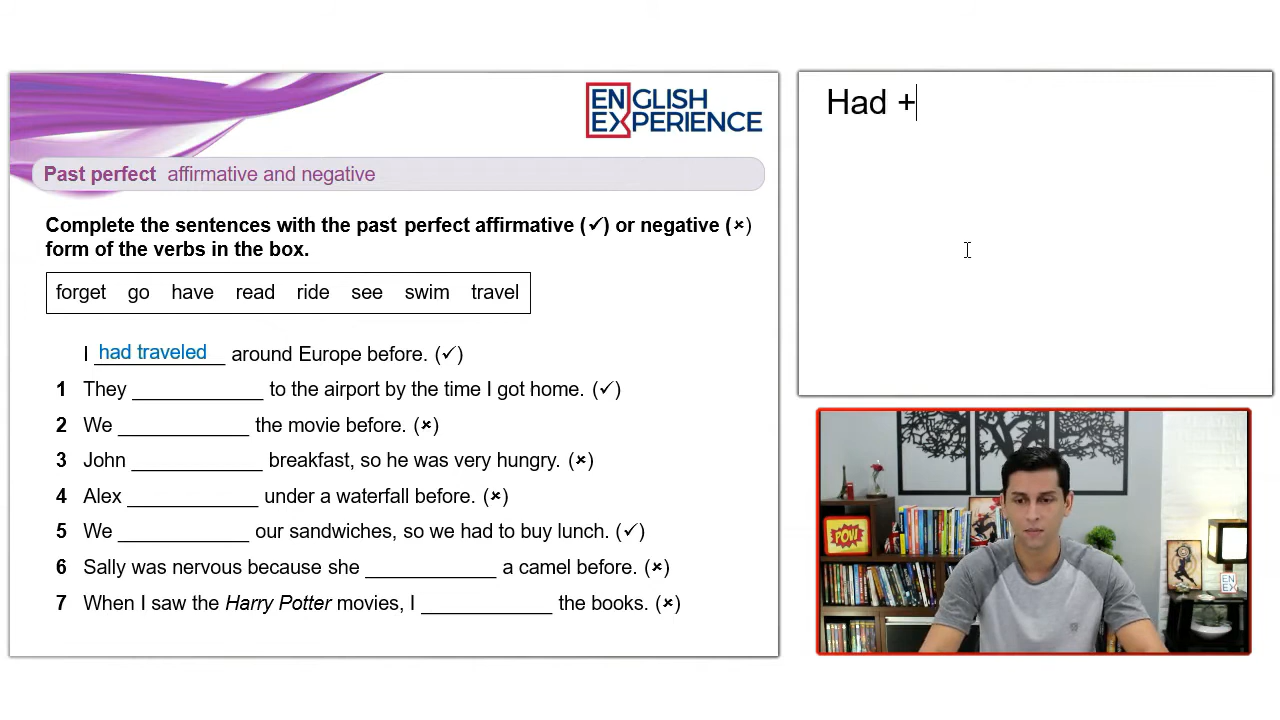 ENGLISH
EXPERIENCE
Past perfect affirmative and negative
Complete the sentences with the past perfect affirmative (✓) or negative (×)
form of the verbs in the box.
forget go have read ride see swim travel
I had traveled around Europe before. (✓)
1 They ____________ to the airport by the time I got home. (✓)
2 We ____________ the movie before. (×)
3 John ____________ breakfast, so he was very hungry. (×)
4 Alex ____________ under a waterfall before. (×)
5 We ____________ our sandwiches, so we had to buy lunch. (✓)
6 Sally was nervous because she ____________ a camel before. (×)
7 When I saw the Harry Potter movies, I ____________ the books. (×)
Had +
POW
EN
EX